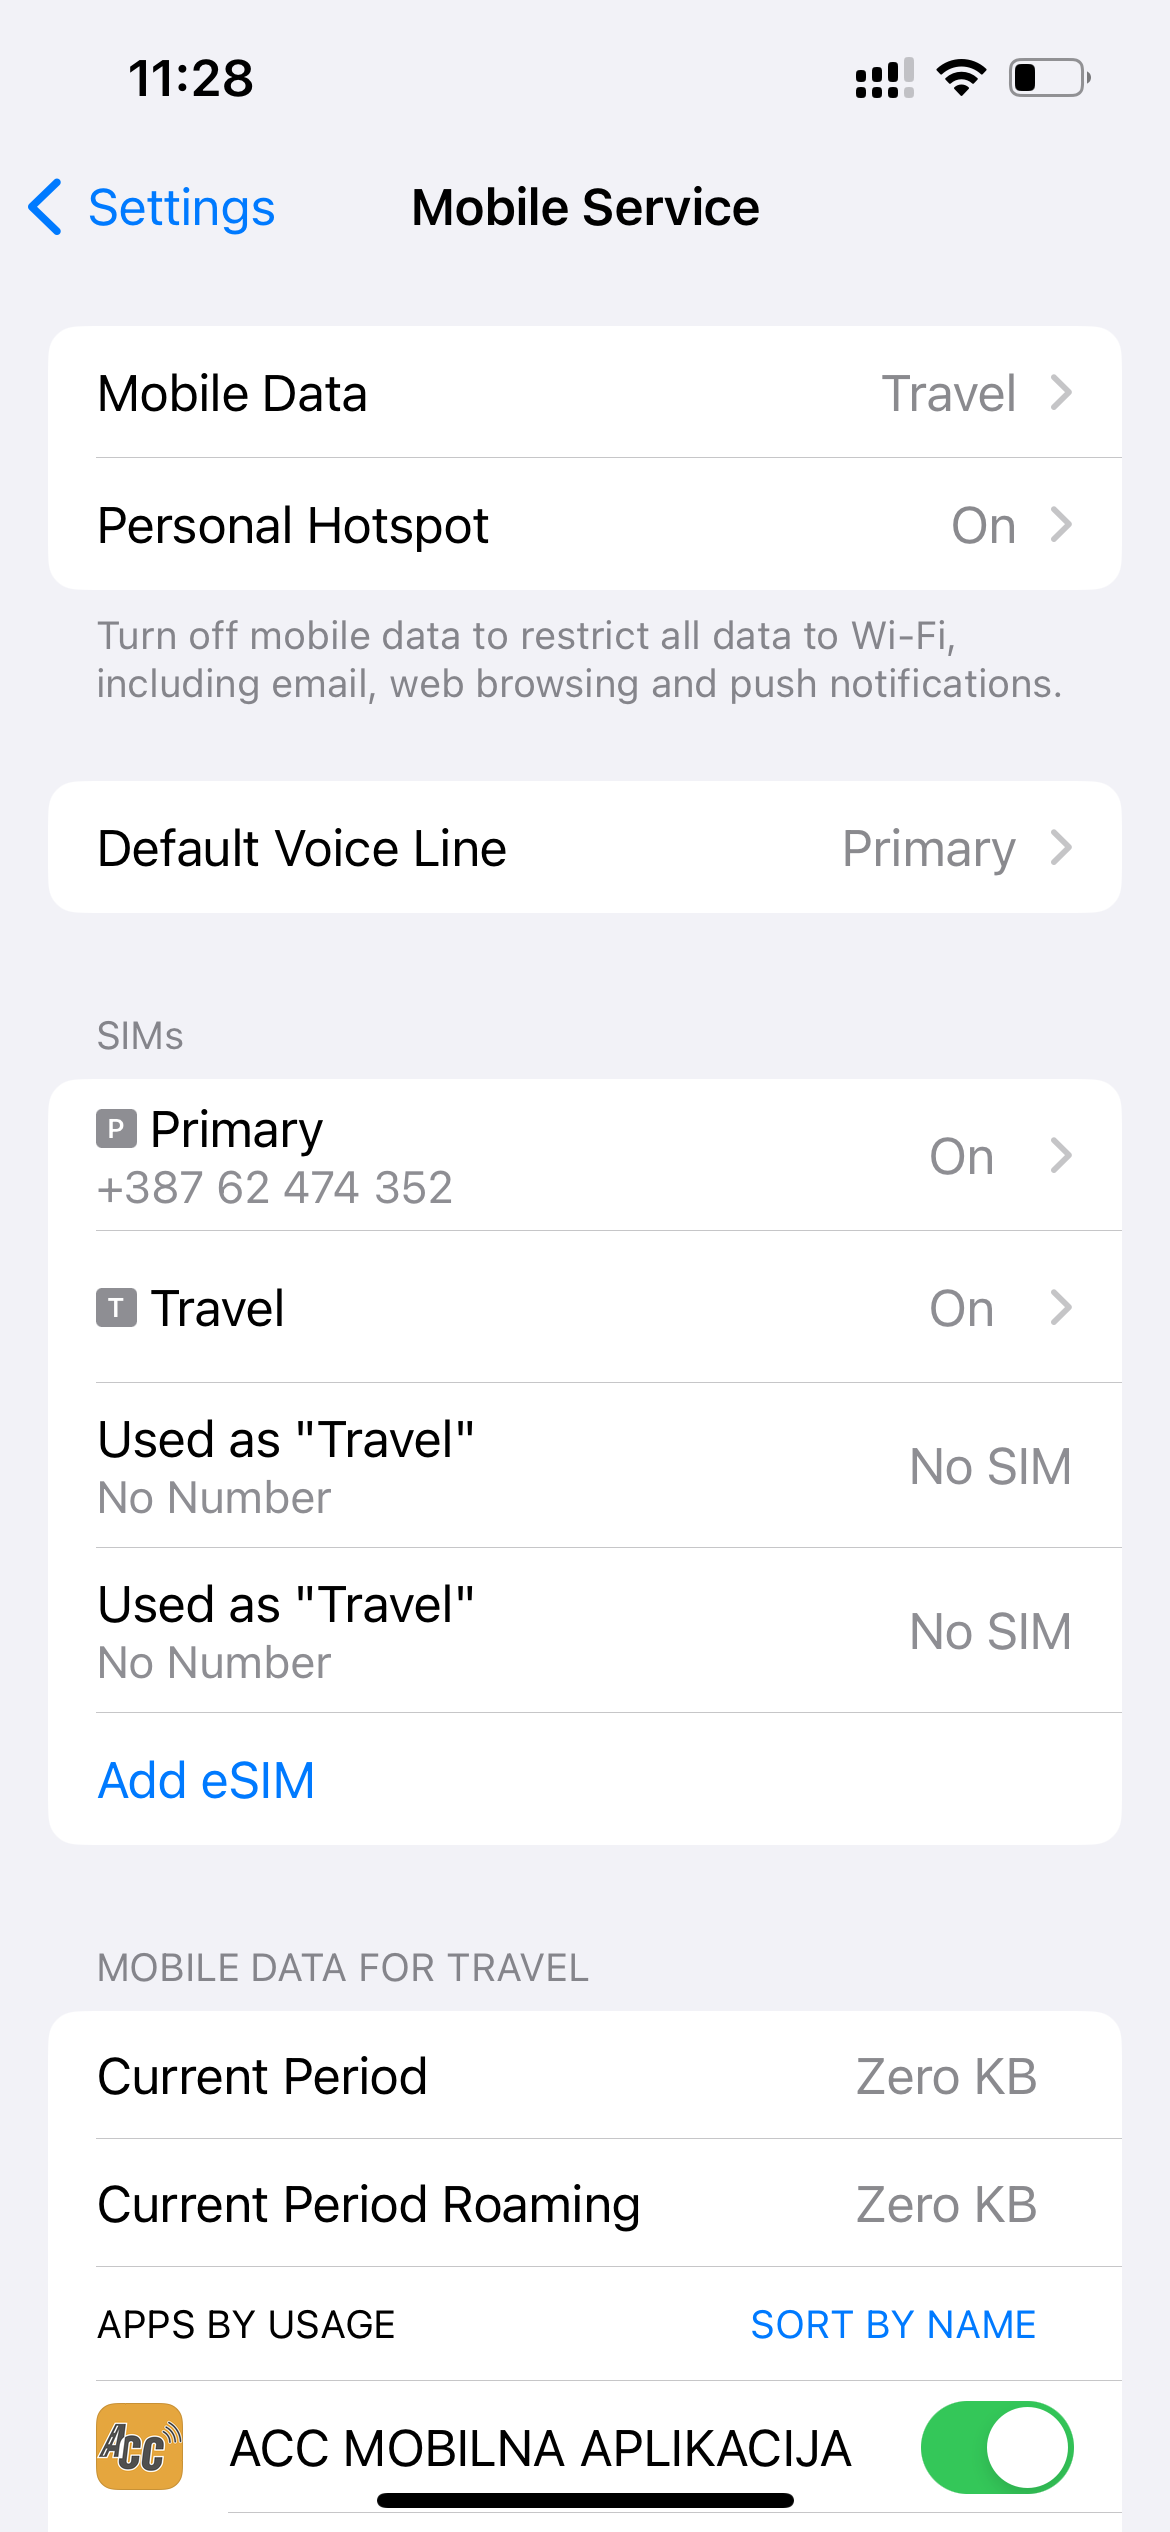 11:28
Settings
Mobile Service
Mobile Data Travel
Personal Hotspot On
Turn off mobile data to restrict all data to Wi-Fi,
including email, web browsing and push notifications.
Default Voice Line Primary
SIMs
P Primary On
+387 62 474 352
T Travel On
Used as "Travel" No SIM
No Number
Used as "Travel" No SIM
No Number
Add eSIM
MOBILE DATA FOR TRAVEL
Current Period Zero KB
Current Period Roaming Zero KB
APPS BY USAGE SORT BY NAME
ACC ACC MOBILNA APLIKACIJA